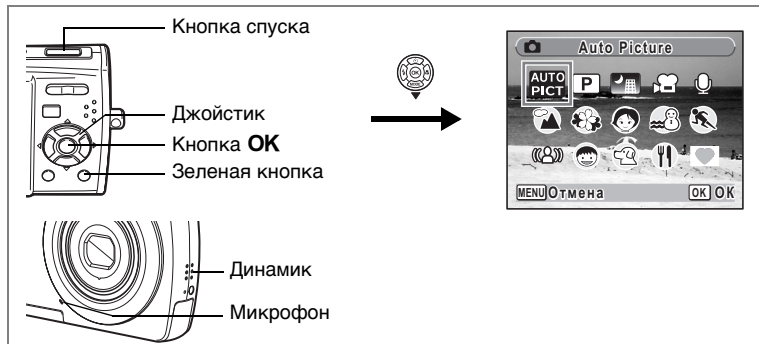 Кнопка спуска
Джойстик
Кнопка OK
Зеленая кнопка
Динамик
Микрофон
Auto Picture
AUTO PICT
P
MENU Отмена
OK OK